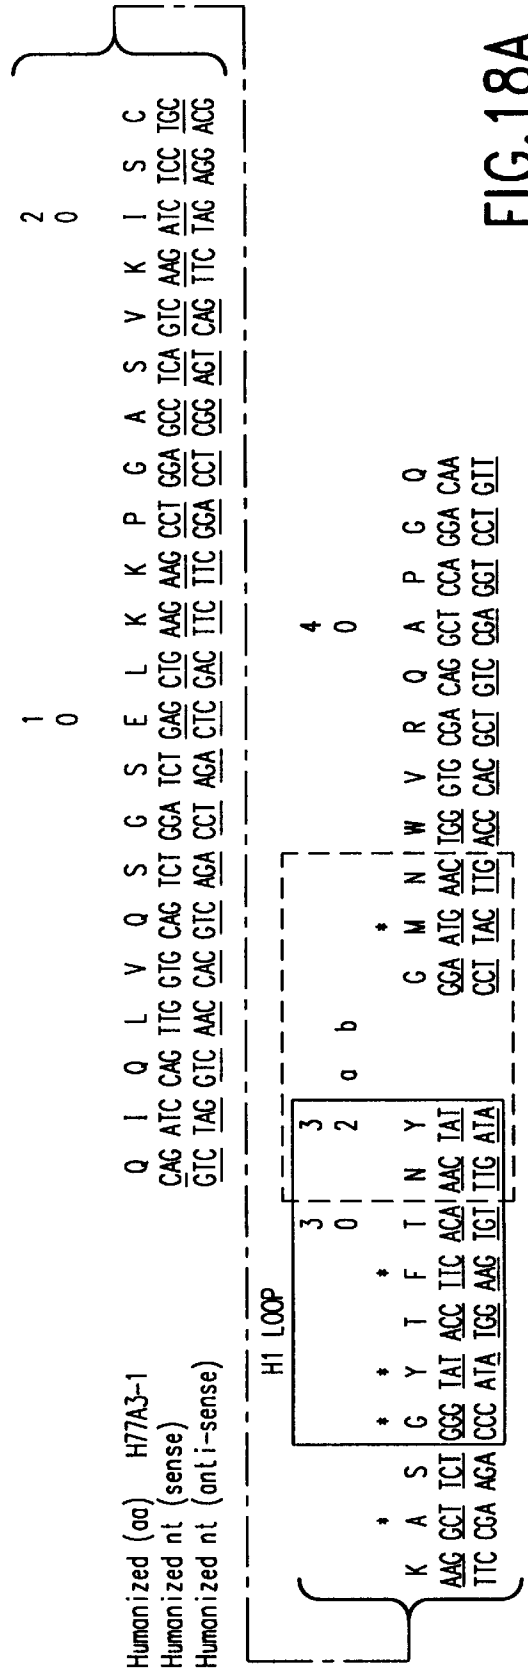 1 2
0 0
Humanized (aa) H77A3-1 Q I Q L V Q S G S E L K K P G A S V K I S C
Humanized nt (sense) CAG ATC CAG TTG GTG CAG TCT GGA TCT GAG CTG AAG AAG CCT GGA GCC TCA GTC AAG ATC TCC TGC
Humanized nt (anti-sense) GTC TAG GTC AAC CAC GTC AGA CCT AGA CTC GAC TTC TTC GGA CCT CGG AGT CAG TTC TAG AGG ACG
H1 LOOP
3 3 4
0 2 a b 0
* * * * *
K A S G Y T F T N Y G M N W V R Q A P G Q
AAG GCT TCT GGG TAT ACC TTC ACA AAC TAT GGA ATG AAC TGG GTG CGA CAG GCT CCA GGA CAA
TTC CGA AGA CCC ATA TGG AAG TGT TTG ATA CCT TAC TTG ACC CAC GCT GTC CGA GGT CCT GTT
FIG.18A